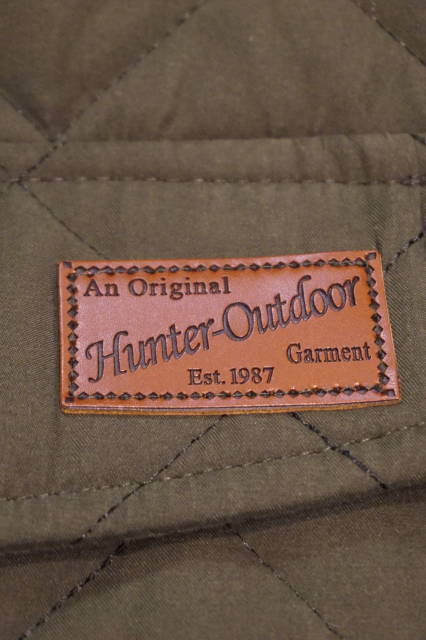 An Original
Hunter-Outdoor
Garment
Est. 1987